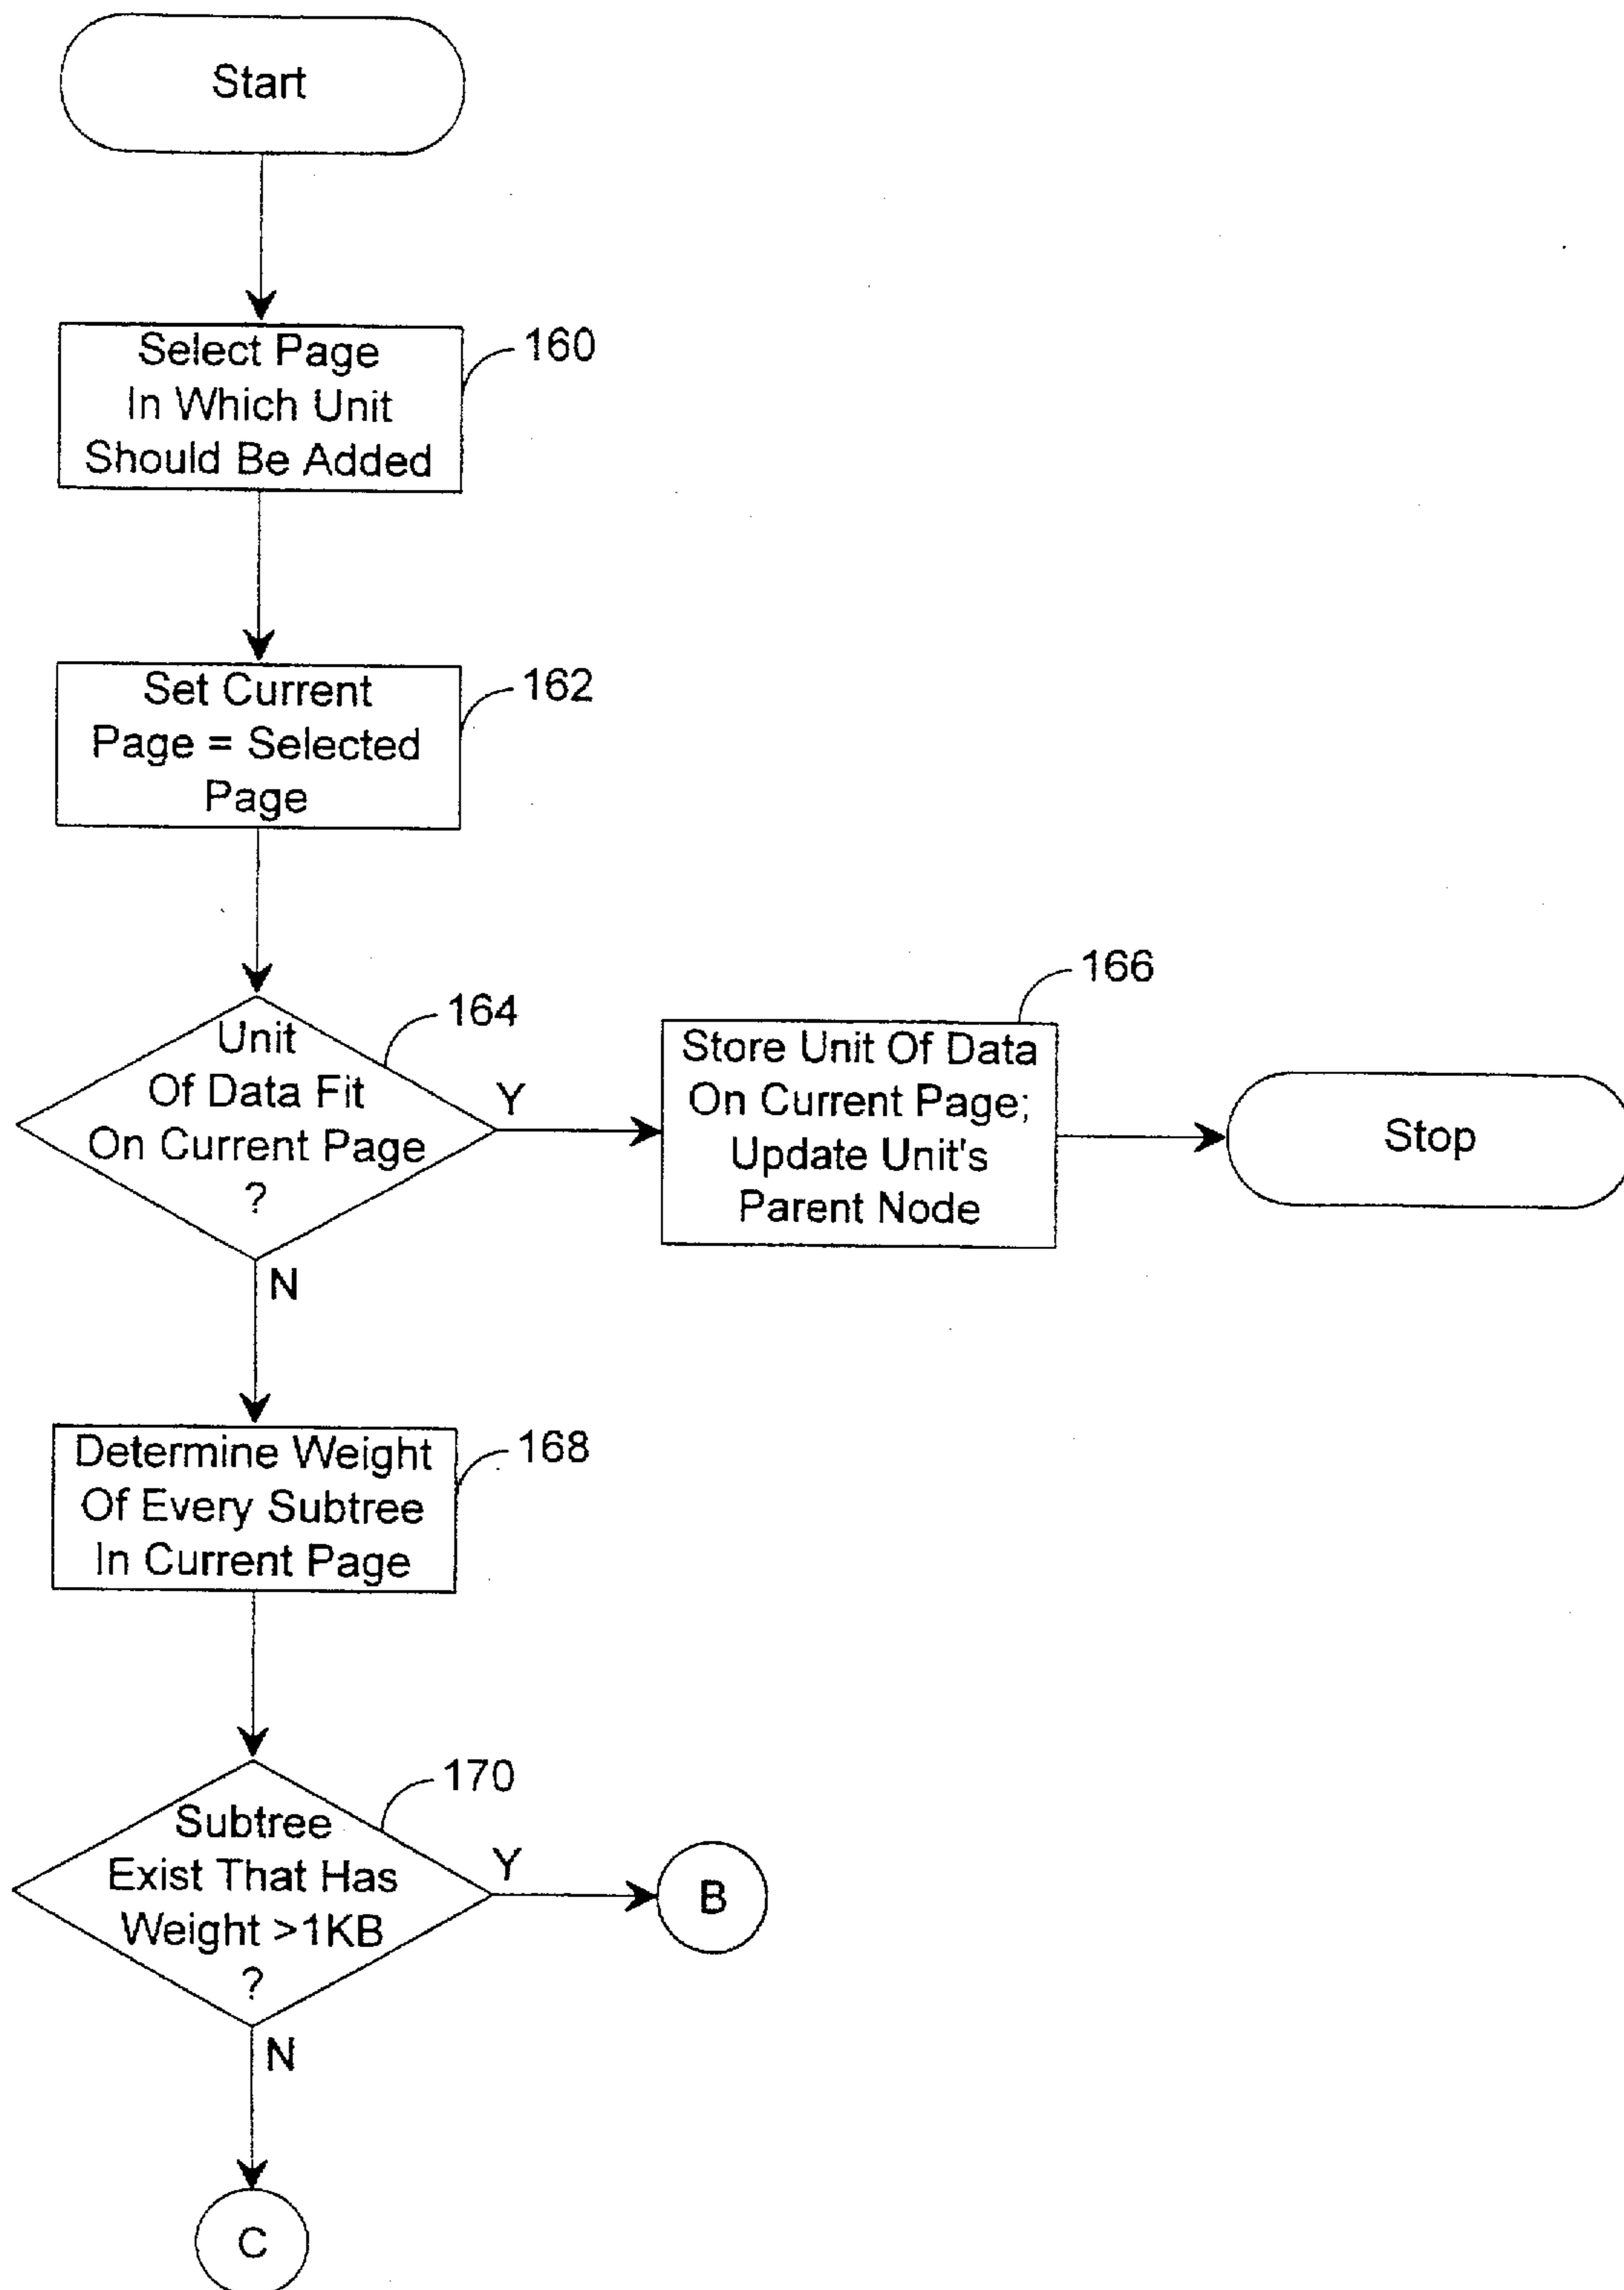 Start
Select Page
In Which Unit
Should Be Added
160
Set Current
Page = Selected
Page
162
Unit
Of Data Fit
On Current Page
?
164
Y
N
Store Unit Of Data
On Current Page;
Update Unit's
Parent Node
166
Stop
Determine Weight
Of Every Subtree
In Current Page
168
Subtree
Exist That Has
Weight >1KB
?
170
Y
N
B
C